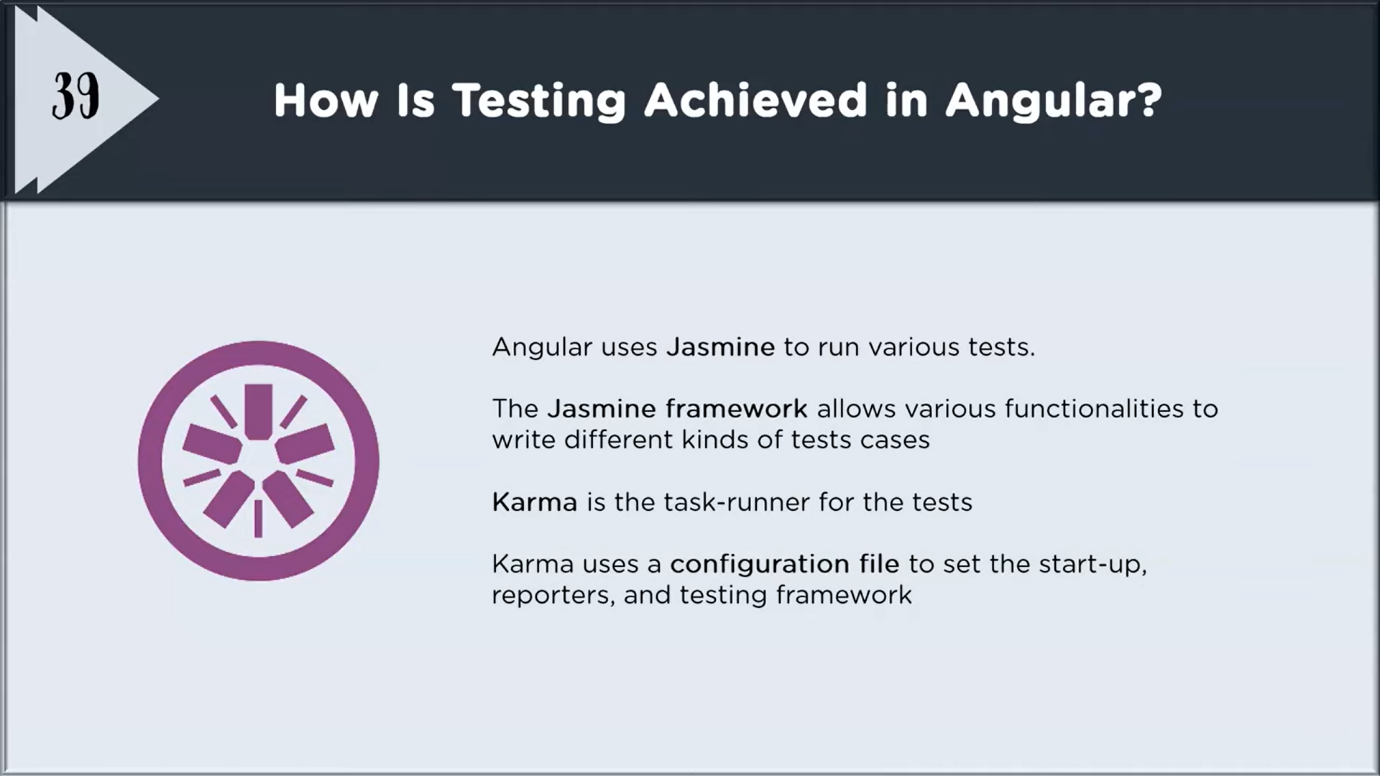 39
How Is Testing Achieved in Angular?
Angular uses Jasmine to run various tests.
The Jasmine framework allows various functionalities to
write different kinds of tests cases
Karma is the task-runner for the tests
Karma uses a configuration file to set the start-up,
reporters, and testing framework